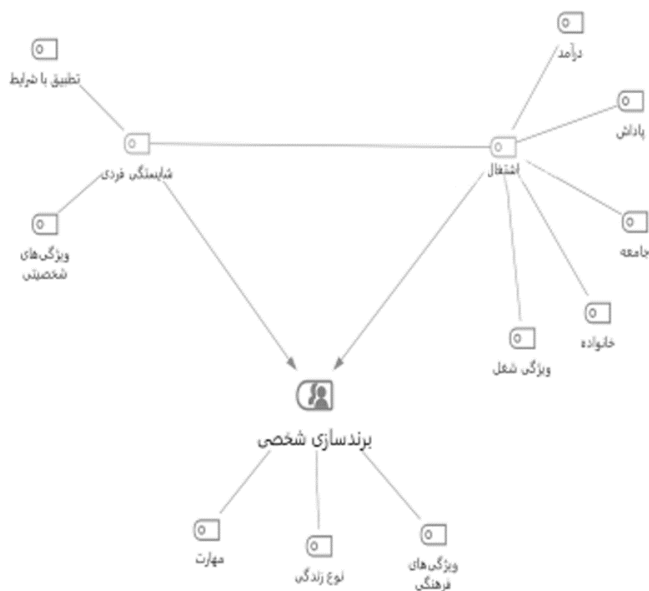 درآمد
تطبیق با شرایط
پاداش
شایستگی فردی
اشتغال
جامعه
ویژگی‌های
شخصیتی
خانواده
ویژگی شغل
برندسازی شخصی
مهارت
نوع زندگی
ویژگی‌های
فرهنگی